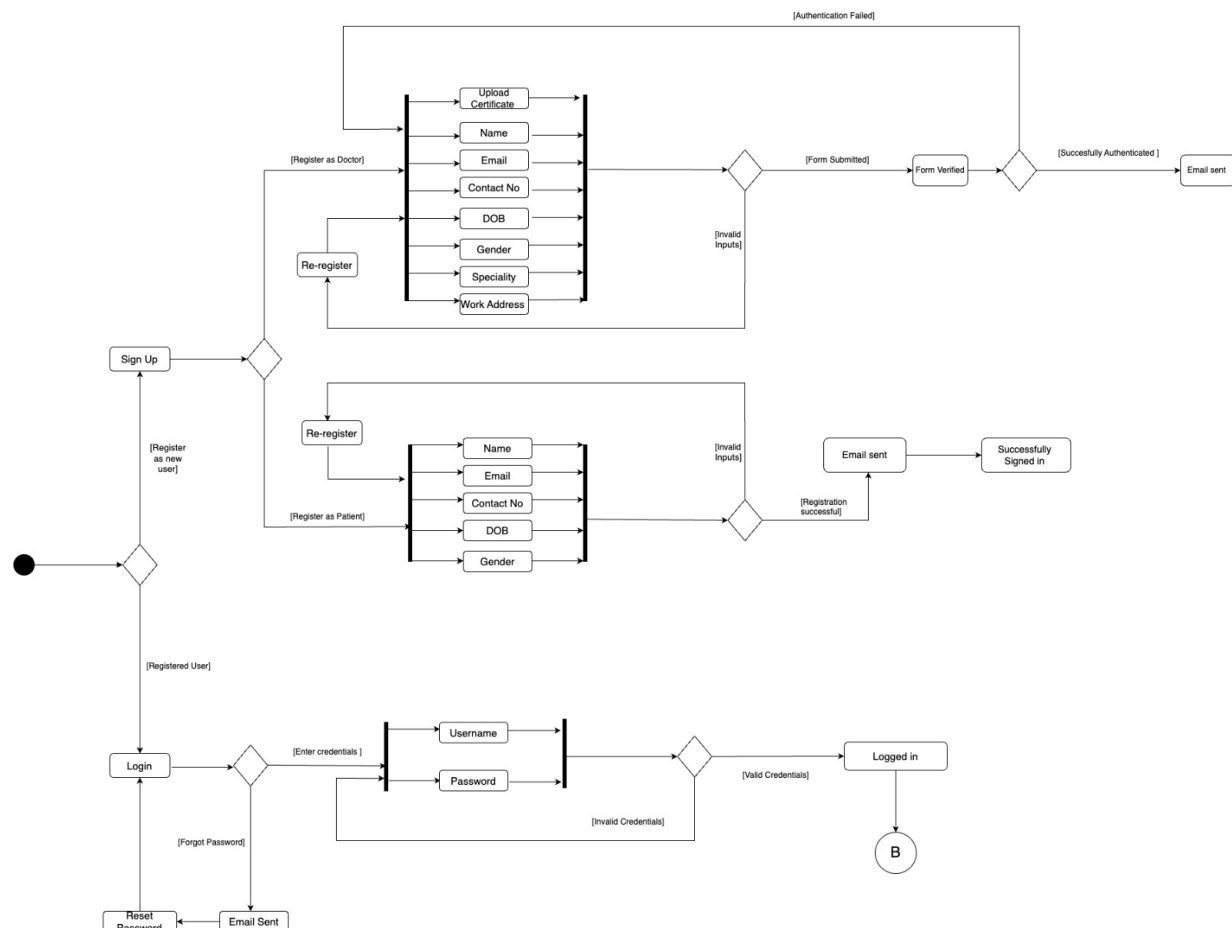 [Authentication Failed]
Upload
Certificate
Name
[Register as Doctor]
Email
[Form Submitted]
Form Verified
[Succesfully Authenticated ]
Email sent
Contact No
DOB
[Invalid
Inputs]
Gender
Re-register
Speciality
Work Address
Sign Up
[Register
as new
user]
Re-register
Name
[Invalid
Inputs]
Email sent
Successfully
Signed in
Email
Contact No
[Registration
successful]
[Register as Patient]
DOB
Gender
[Registered User]
Username
[Enter credentials ]
Login
Logged in
Password
[Valid Credentials]
[Invalid Credentials]
[Forgot Password]
B
Reset
Password
Email Sent